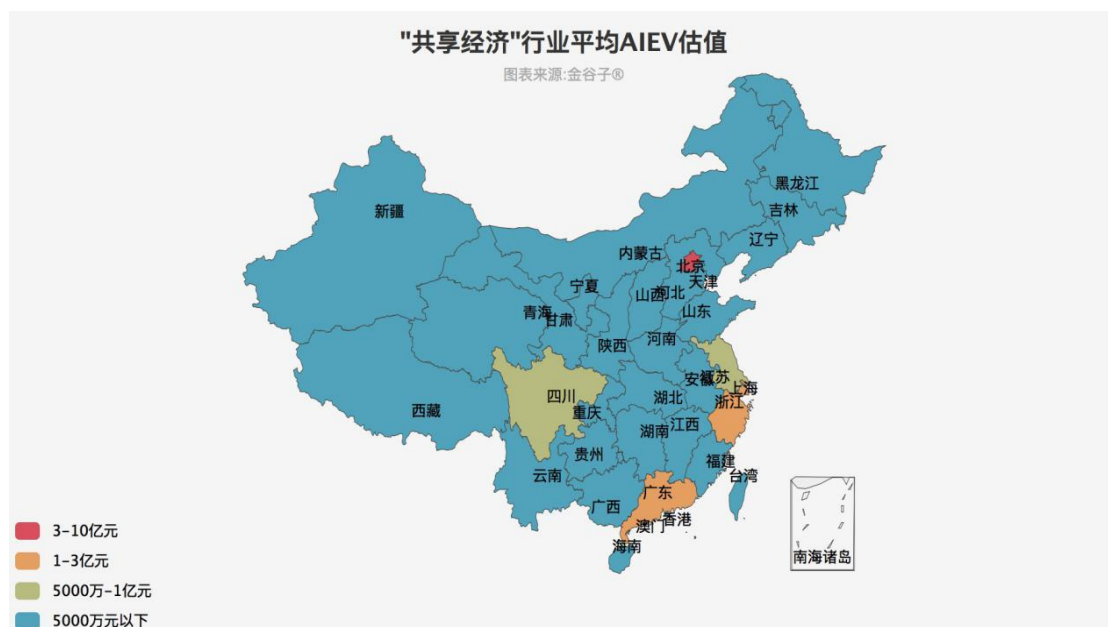 "共享经济"行业平均AIEV估值
图表来源:金谷子®
黑龙江
吉林
新疆
辽宁
内蒙古
北京
天津
宁夏
山西
河北
青海
甘肃
山东
陕西
河南
安徽
江苏
上海
四川
湖北
浙江
西藏
重庆
湖南
江西
贵州
福建
云南
台湾
广东
广西
香港
澳门
海南
南海诸岛
3-10亿元
1-3亿元
5000万-1亿元
5000万元以下